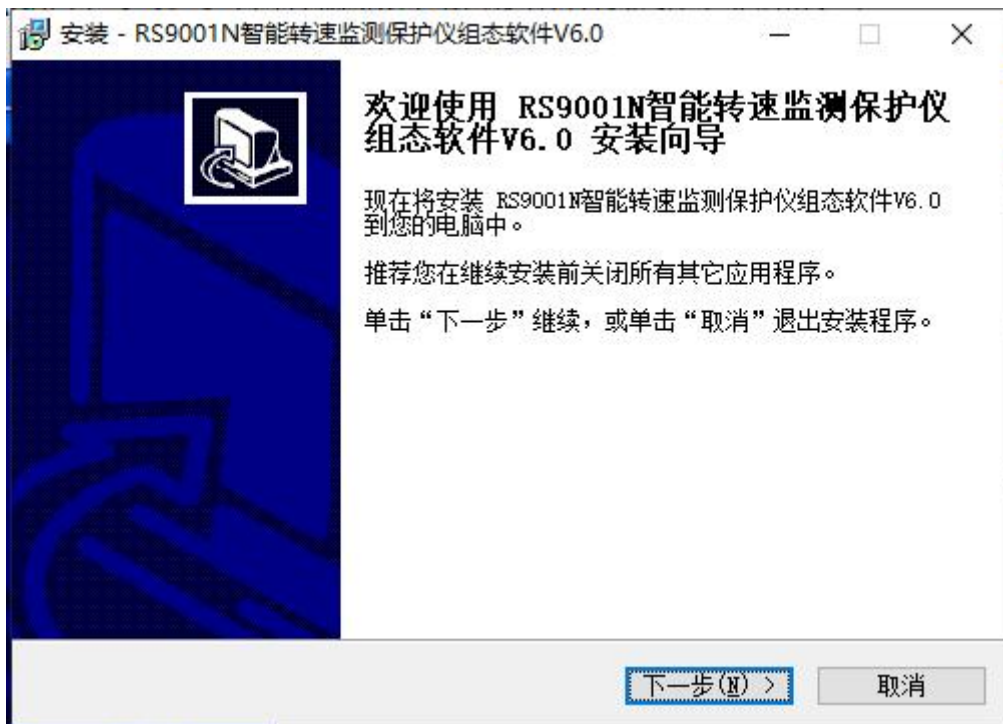 安装 - RS9001N智能转速监测保护仪组态软件V6.0
欢迎使用 RS9001N智能转速监测保护仪
组态软件V6.0 安装向导
现在将安装 RS9001N智能转速监测保护仪组态软件V6.0
到您的电脑中。
推荐您在继续安装前关闭所有其它应用程序。
单击“下一步”继续，或单击“取消”退出安装程序。
下一步(N) > 取消